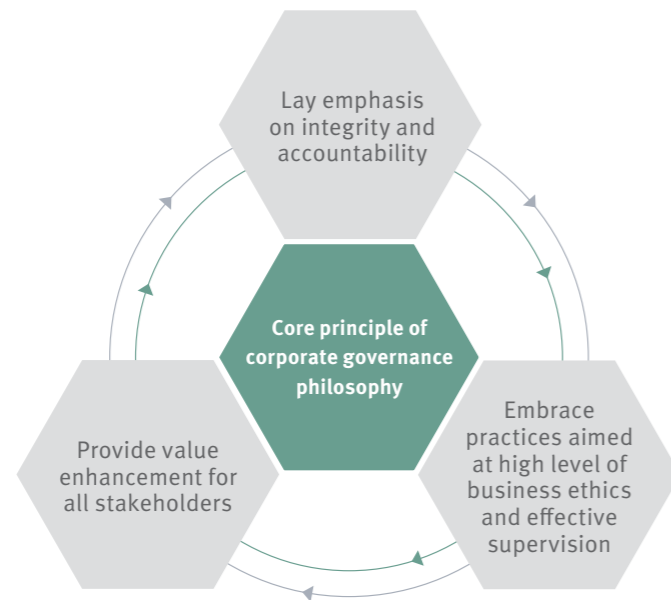 Lay emphasis
on integrity and
accountability
Core principle of
corporate governance
philosophy
Provide value
enhancement for
all stakeholders
Embrace
practices aimed
at high level of
business ethics
and effective
supervision